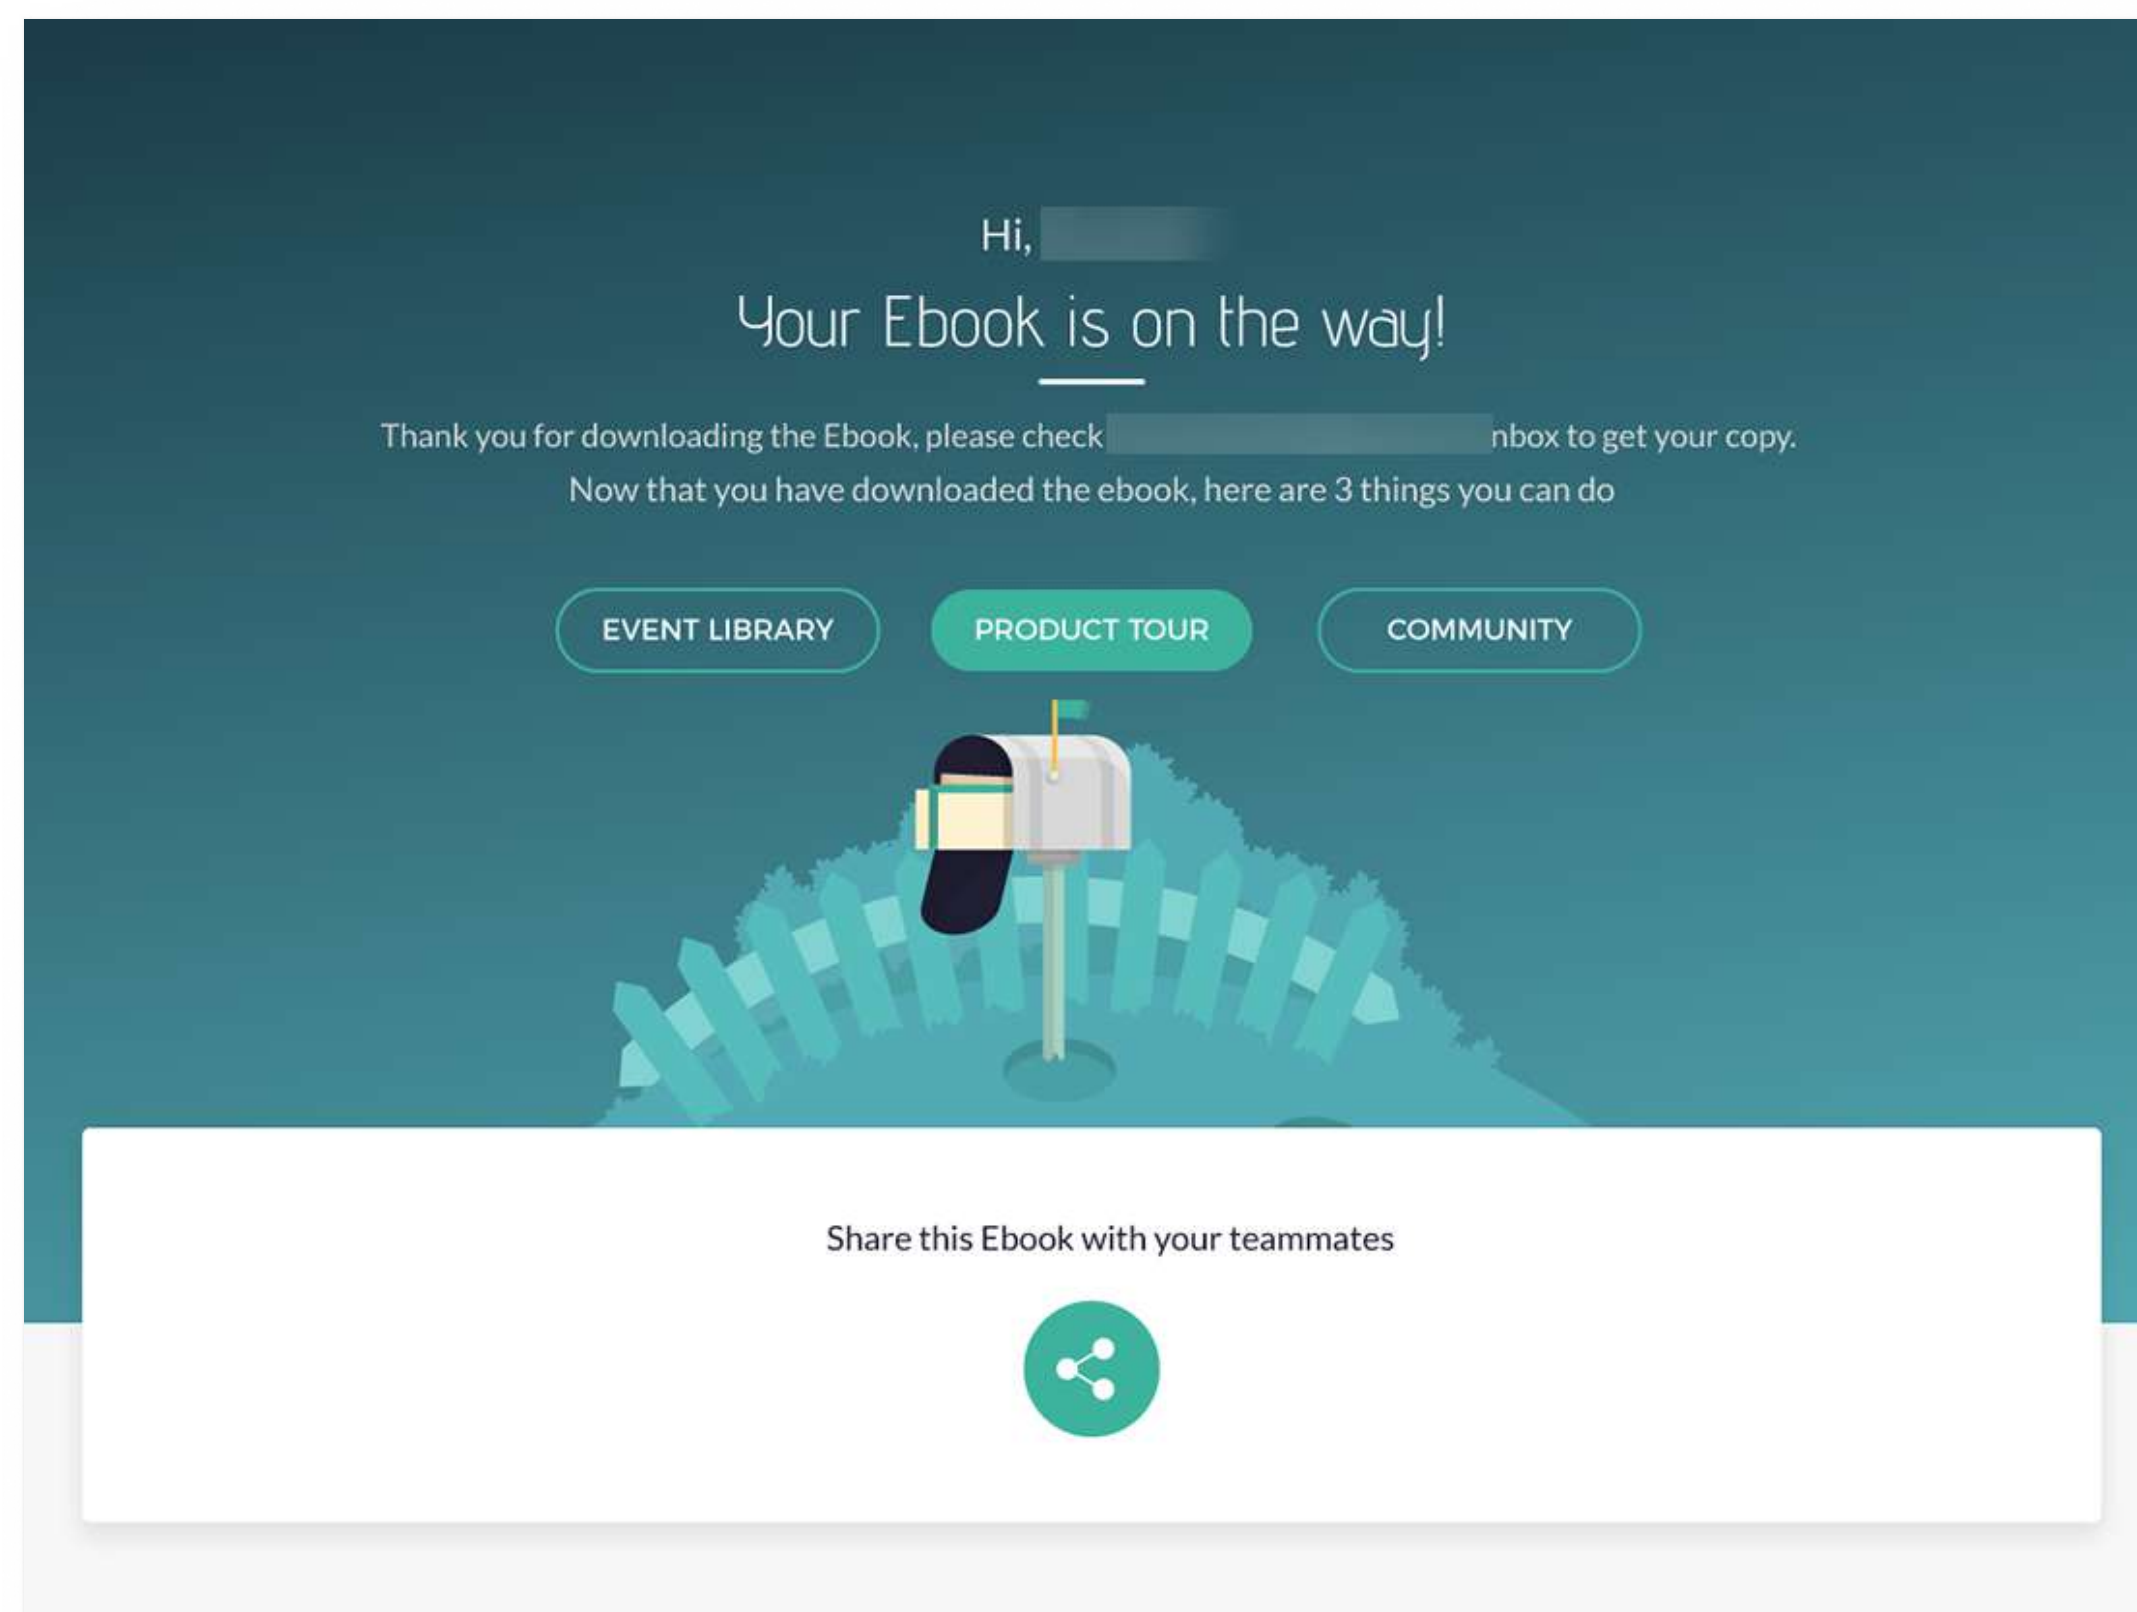 Hi,
Your Ebook is on the way!
Thank you for downloading the Ebook, please check nbox to get your copy.
Now that you have downloaded the ebook, here are 3 things you can do
EVENT LIBRARY PRODUCT TOUR COMMUNITY
Share this Ebook with your teammates